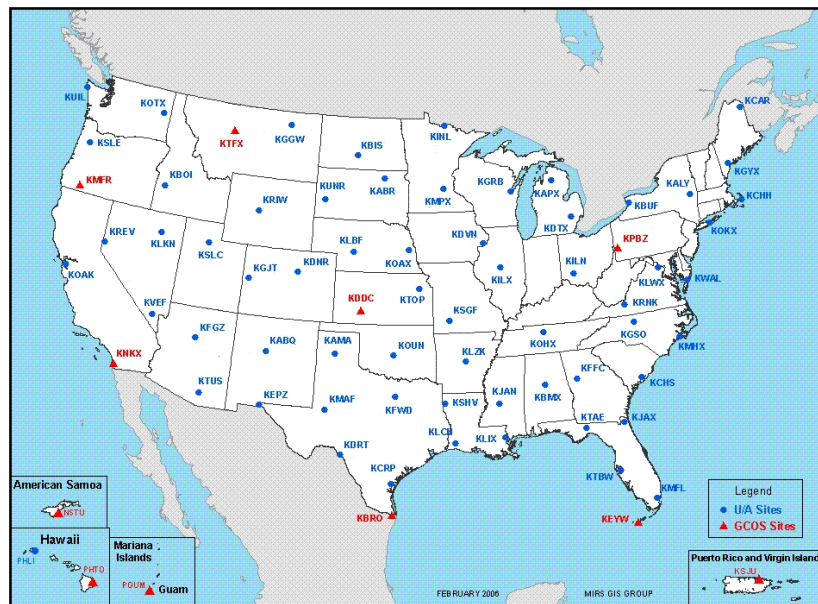 KUIL
KOTX
KCAR
KTFX
KGGW
KINL
KSLE
KBIS
KGYX
KMFR
KBOI
KUNR
KABR
KGRB
KAPX
KALY
KCHH
KRIW
KMPX
KBUF
KDTX
KOKX
KREV
KLKN
KDVN
KPBZ
KSLC
KLBF
KOAX
KOAK
KGJT
KDNR
KILX
KILN
KLWX
KWAL
KDDC
KTOP
KVEF
KSGF
KRNK
KFGZ
KABQ
KAMA
KOUN
KOHX
KGSO
KMHX
KNKX
KLZK
KFFC
KTUS
KEPZ
KMAF
KFWD
KSHV
KJAN
KBMX
KCHS
KTAE
KJAX
KDRT
KLCH
KLIX
KCRP
KTBW
KMFL
KBRO
KEYW
American Samoa
NSTU
Hawaii
PHLI
PHTO
Mariana
Islands
PGUM
Guam
Legend
U/A Sites
GCOS Sites
Puerto Rico and Virgin Island
KSJU
FEBRUARY 2006
MIRS GIS GROUP